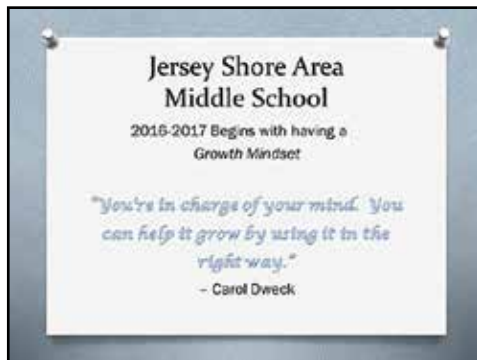 Jersey Shore Area
Middle School
2016-2017 Begins with having a
Growth Mindset
"You're in charge of your mind.  You
can help it grow by using it in the
right way."
– Carol Dweck